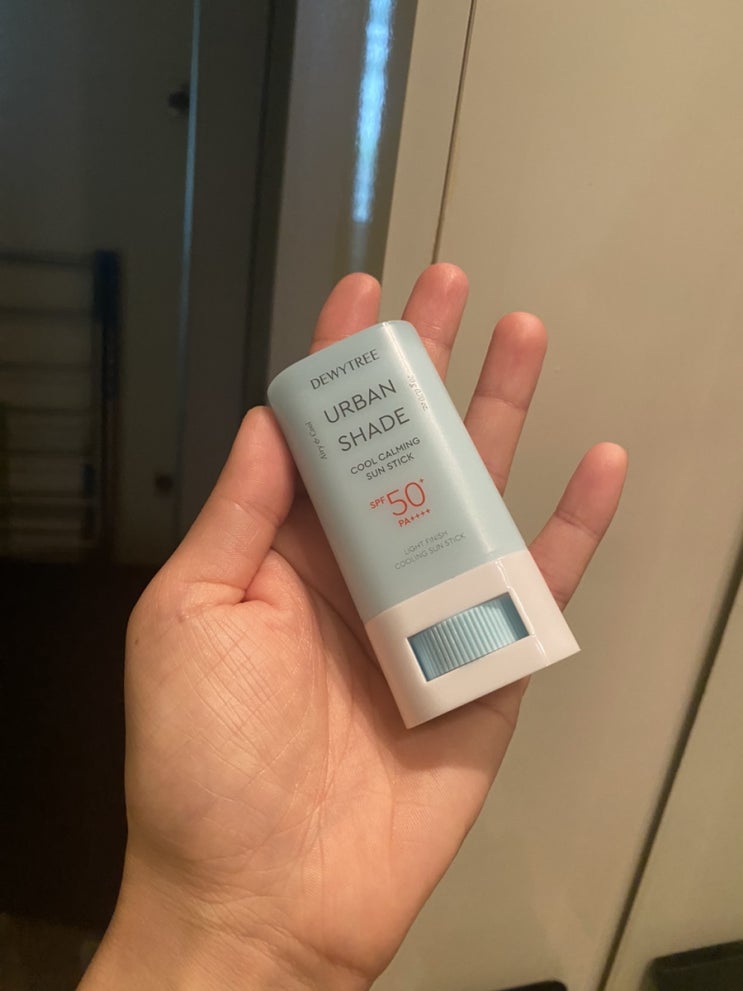 DEWYTREE
URBAN
SHADE
COOL CALMING
SUN STICK
SPF 50+
PA++++
LIGHT FINISH
COOLING SUN STICK